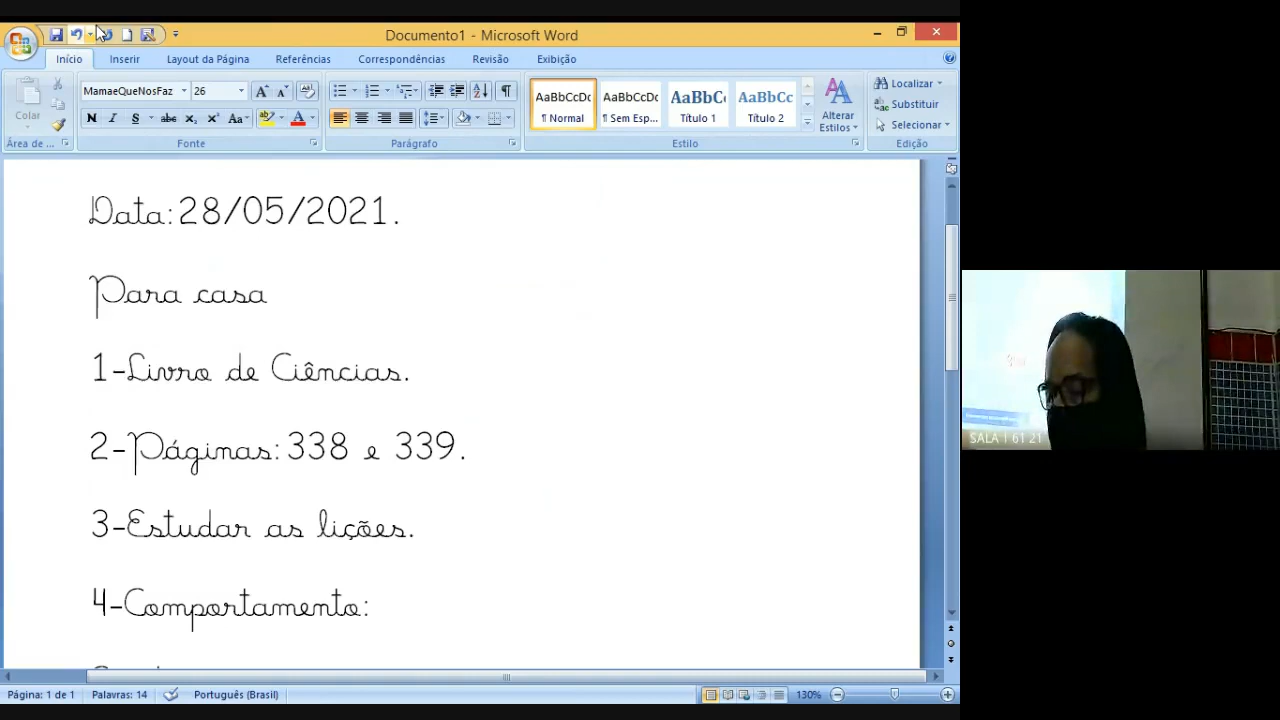 Documento1 - Microsoft Word
Início Inserir Layout da Página Referências Correspondências Revisão Exibição
MamaeQueNosFaz 26
AaBbCcDc AaBbCcDc AaBbC AaBbCc
¶ Normal ¶ Sem Esp... Título 1 Título 2
Colar
Alterar Estilos
Localizar
Substituir
Selecionar
Área de ... Fonte Parágrafo Estilo Edição
Data: 28/05/2021.
Para casa
1-Livro de Ciências.
2-Páginas: 338 e 339.
3-Estudar as lições.
4-Comportamento:
SALA 1 61 21
Página: 1 de 1 Palavras: 14 Português (Brasil) 130%